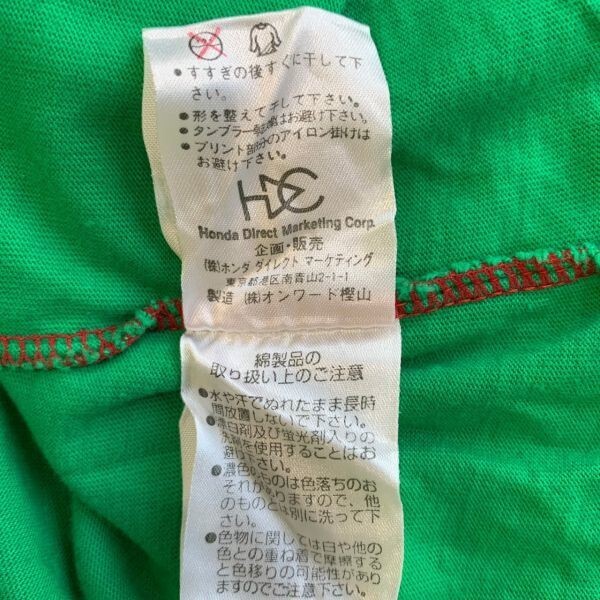 ●すすぎの後すぐに干して下
さい。
●形を整えて干して下さい。
●タンブラー乾燥はお避け下さい。
●プリント部分のアイロン掛けは
お避け下さい。
HDC
Honda Direct Marketing Corp.
企画・販売
(株)ホンダ ダイレクト マーケティング
東京都港区南青山2-1-1
製造 (株)オンワード樫山
綿製品の
取り扱い上のご注意
●水や汗でぬれたまま長時
間放置しないで下さい。
●漂白剤及び蛍光剤入りの
洗剤を使用することはお
避け下さい。
●濃色のものは色落ちのお
それがありますので、他
のものとは別に洗って下
さい。
●色物に関しては白や他の
色との重ね着で摩擦する
と色移りの可能性があり
ますのでご注意下さい。